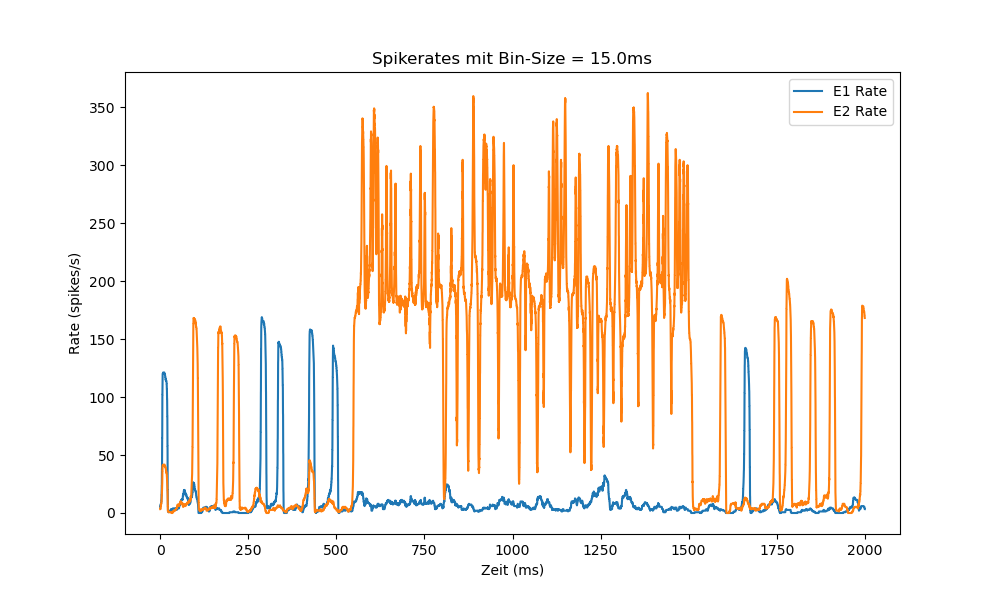 Spikerates mit Bin-Size = 15.0ms
E1 Rate
E2 Rate
Rate (spikes/s)
350
300
250
200
150
100
50
0
0 250 500 750 1000 1250 1500 1750 2000
Zeit (ms)